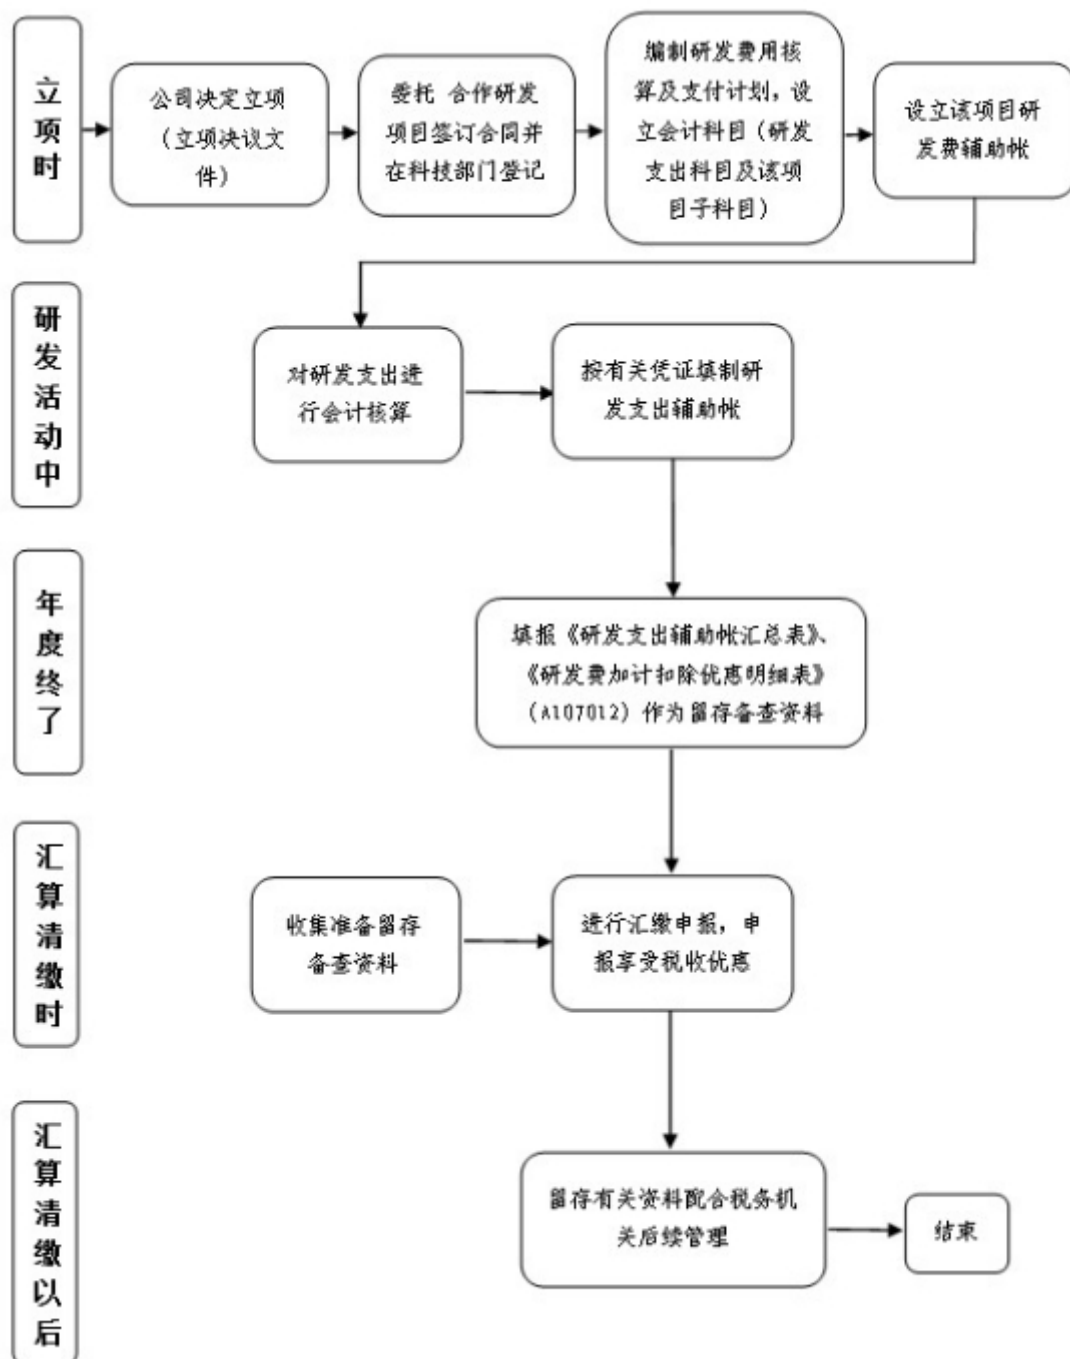 立项时
公司决定立项
（立项决议文
件）
委托 合作研发
项目签订合同并
在科技部门登记
编制研发费用核
算及支付计划，设
立会计科目（研发
支出科目及该项
目子科目）
设立该项目研
发费辅助帐
研发活动中
对研发支出进
行会计核算
按有关凭证填制研
发支出辅助帐
年度终了
填报《研发支出辅助帐汇总表》、
《研发费加计扣除优惠明细表》
（A107012）作为留存备查资料
汇算清缴时
收集准备留存
备查资料
进行汇缴申报，申
报享受税收优惠
汇算清缴以后
留存有关资料配合税务机
关后续管理
结束